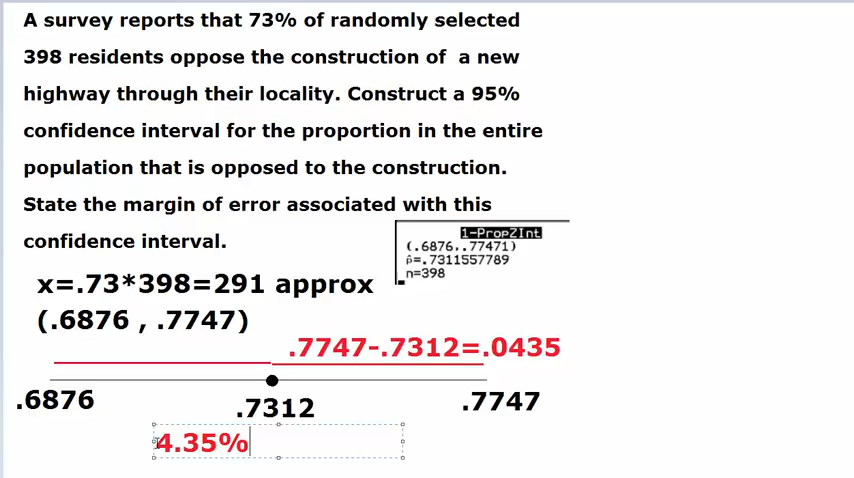 A survey reports that 73% of randomly selected
398 residents oppose the construction of a new
highway through their locality. Construct a 95%
confidence interval for the proportion in the entire
population that is opposed to the construction.
State the margin of error associated with this
confidence interval.
1-PropZInt
(.6876,.77471)
p̂=.7311557789
n=398
x=.73*398=291 approx
(.6876 , .7747)
.7747-.7312=.0435
.6876
.7312
.7747
4.35%